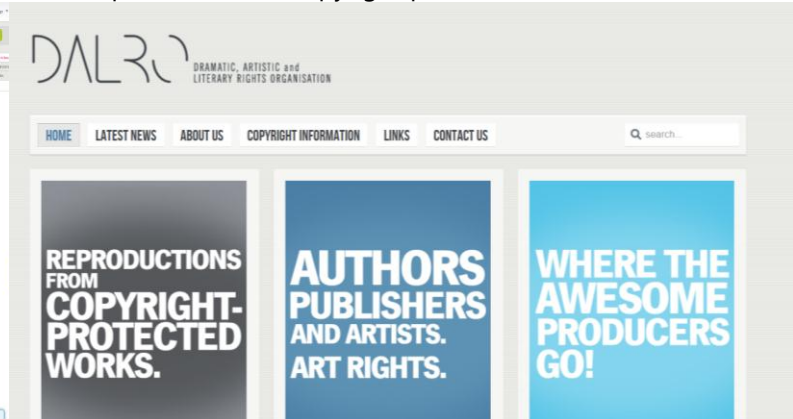 DALRO
DRAMATIC, ARTISTIC and
LITERARY RIGHTS ORGANISATION
HOME LATEST NEWS ABOUT US COPYRIGHT INFORMATION LINKS CONTACT US search...
REPRODUCTIONS
FROM
COPYRIGHT-
PROTECTED
WORKS.
AUTHORS
PUBLISHERS
AND ARTISTS.
ART RIGHTS.
WHERE THE
AWESOME
PRODUCERS
GO!